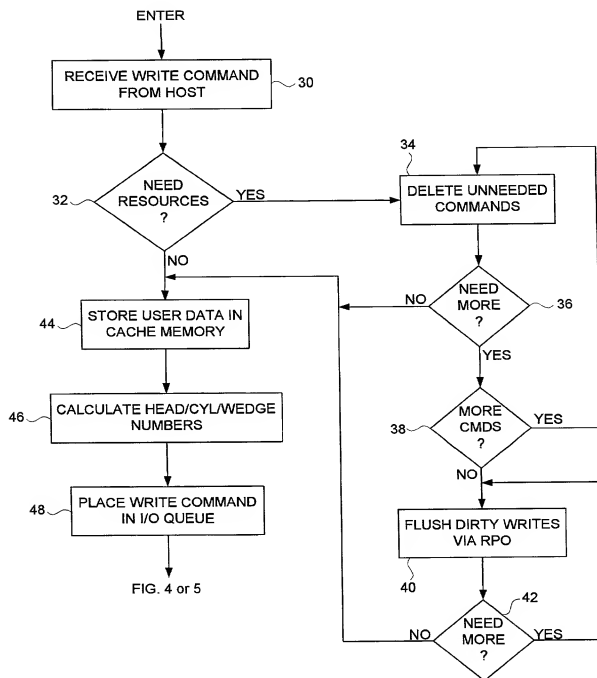 ENTER
RECEIVE WRITE COMMAND
FROM HOST
30
NEED
RESOURCES
?
32
YES
NO
34
DELETE UNNEEDED
COMMANDS
NEED
MORE
?
36
NO
YES
STORE USER DATA IN
CACHE MEMORY
44
CALCULATE HEAD/CYL/WEDGE
NUMBERS
46
MORE
CMDS
?
38
YES
NO
PLACE WRITE COMMAND
IN I/O QUEUE
48
FIG. 4 or 5
FLUSH DIRTY WRITES
VIA RPO
40
42
NEED
MORE
?
NO
YES